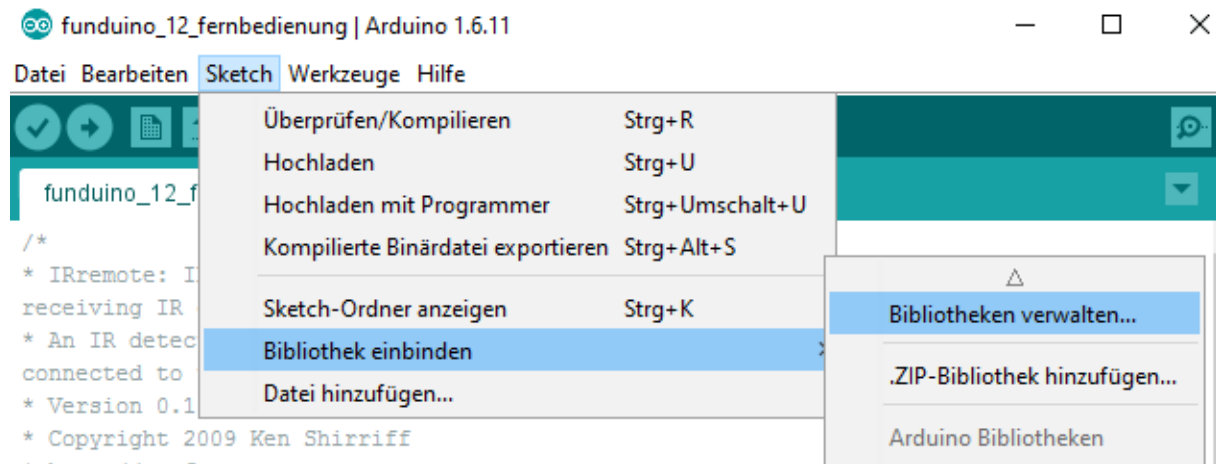 funduino_12_fernbedienung | Arduino 1.6.11
Datei Bearbeiten Sketch Werkzeuge Hilfe
Überprüfen/Kompilieren Strg+R
Hochladen Strg+U
funduino_12_f
Hochladen mit Programmer Strg+Umschalt+U
/*
Kompilierte Binärdatei exportieren Strg+Alt+S
* IRremote:
receiving IR
Sketch-Ordner anzeigen Strg+K
Bibliotheken verwalten...
* An IR detec
Bibliothek einbinden
connected to
.ZIP-Bibliothek hinzufügen...
Datei hinzufügen...
* Version 0.1
* Copyright 2009 Ken Shirriff
Arduino Bibliotheken